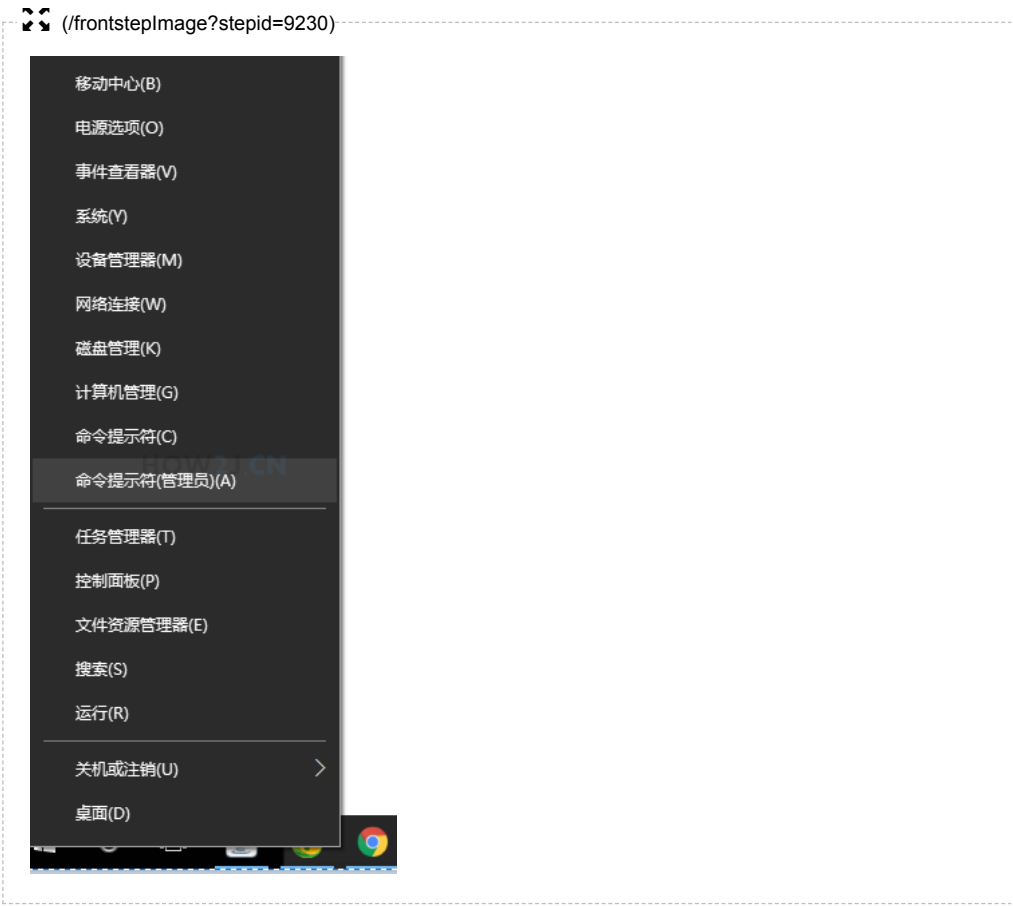 (/frontstepImage?stepid=9230)
移动中心(B)
电源选项(O)
事件查看器(V)
系统(Y)
设备管理器(M)
网络连接(W)
磁盘管理(K)
计算机管理(G)
命令提示符(C)
HOW2J.CN
命令提示符(管理员)(A)
任务管理器(T)
控制面板(P)
文件资源管理器(E)
搜索(S)
运行(R)
关机或注销(U)
桌面(D)